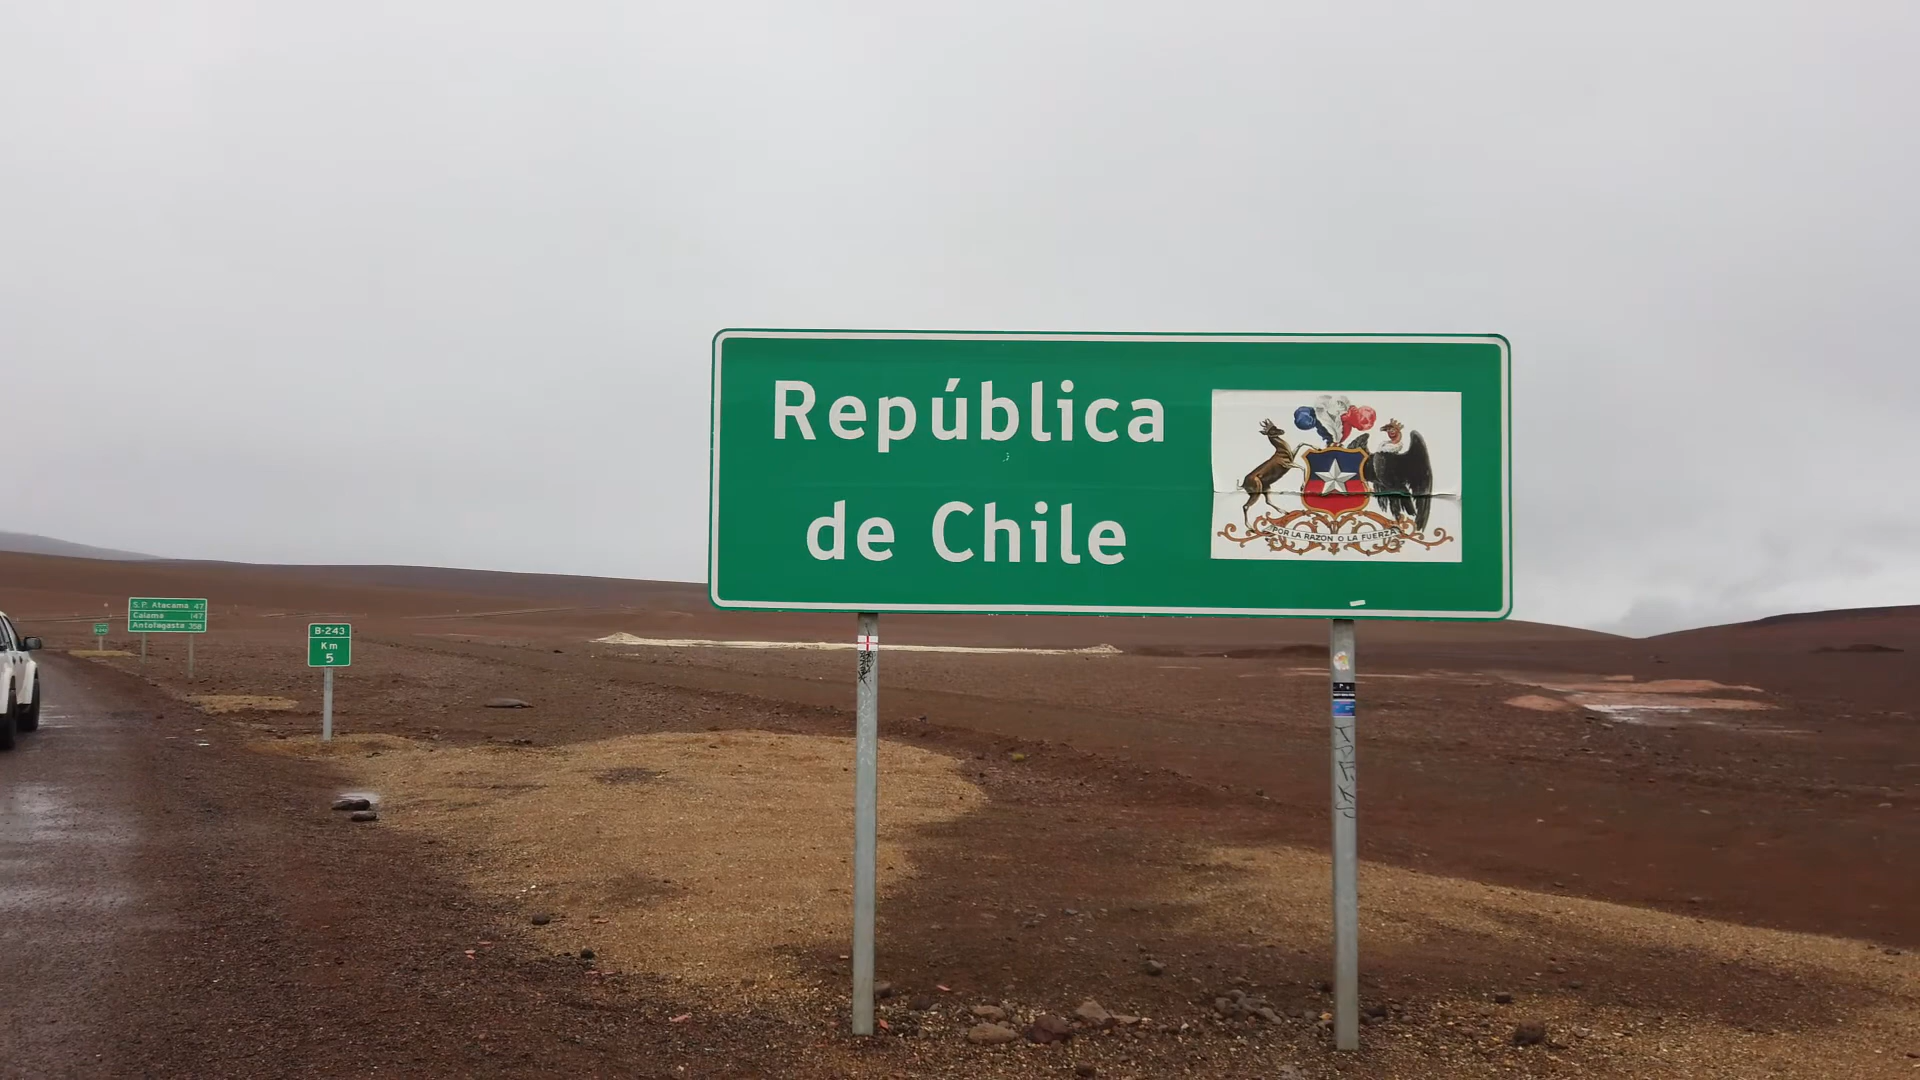 República
de Chile
POR LA RAZON O LA FUERZA
S.P. Atacama 47
Calama 147
Antofagasta 358
B-243
Km
5